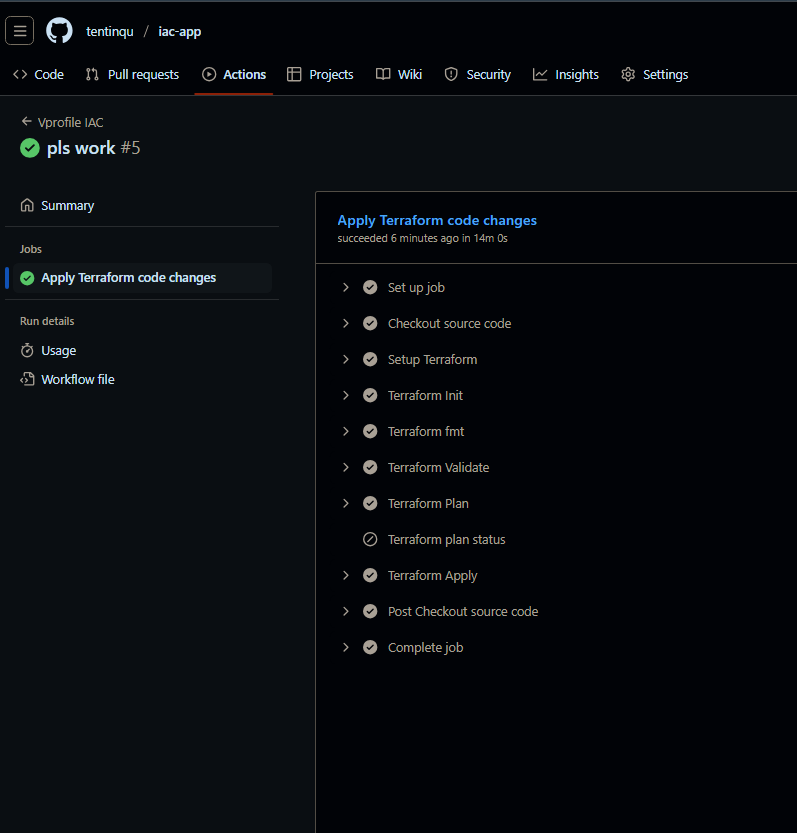 tentinqu / iac-app
Code Pull requests Actions Projects Wiki Security Insights Settings
Vprofile IAC
pls work #5
Summary
Jobs
Apply Terraform code changes
Run details
Usage
Workflow file
Apply Terraform code changes
succeeded 6 minutes ago in 14m 0s
Set up job
Checkout source code
Setup Terraform
Terraform Init
Terraform fmt
Terraform Validate
Terraform Plan
Terraform plan status
Terraform Apply
Post Checkout source code
Complete job